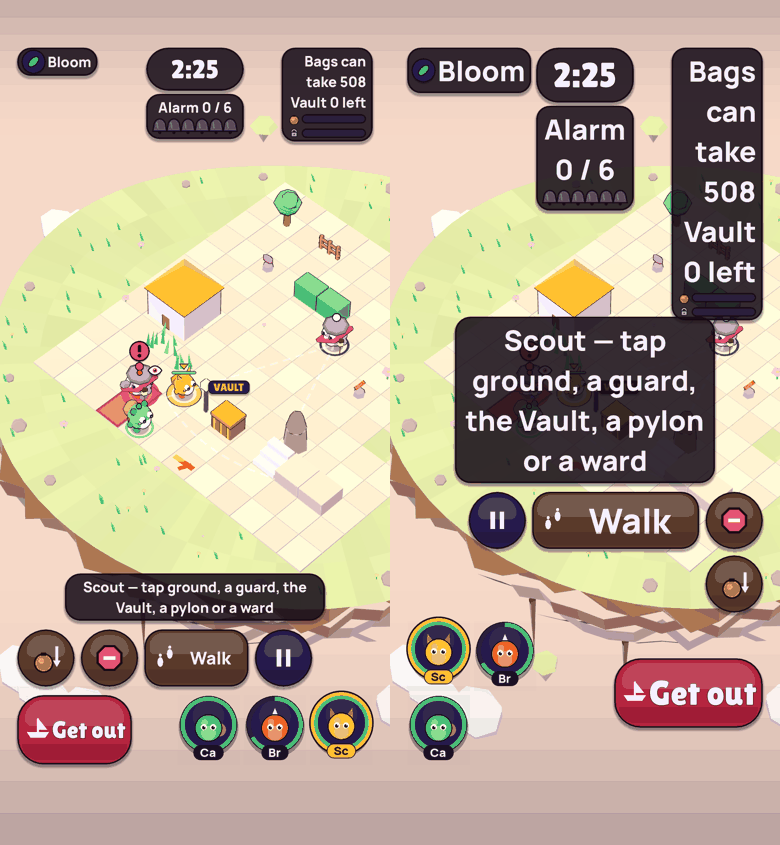 Bloom
2:25
Alarm 0 / 6
Bags can
take 508
Vault 0 left
VAULT
Scout – tap ground, a guard, the
Vault, a pylon or a ward
Walk
Get out
Ca
Br
Sc
Bloom
2:25
Alarm
0 / 6
Bags
can
take
508
Vault
0 left
Scout – tap
ground, a guard,
the Vault, a pylon
or a ward
Walk
Sc
Br
Get out
Ca